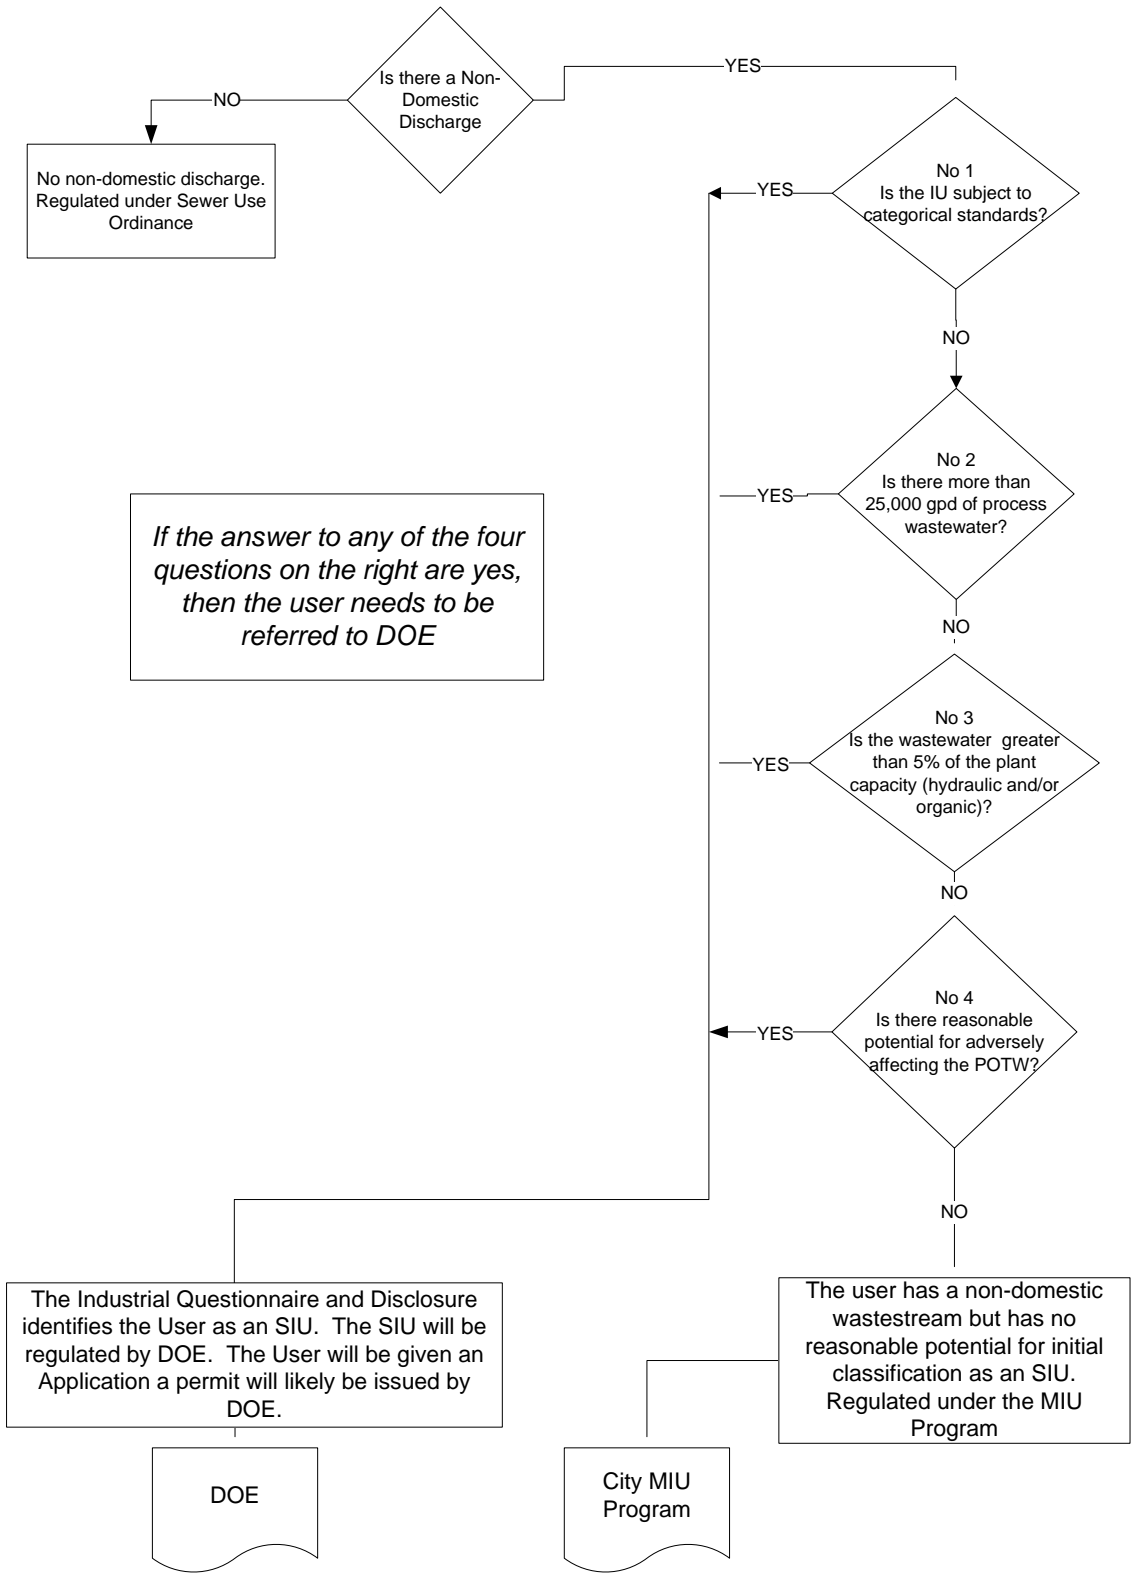 Is there a Non-
Domestic
Discharge
YES
NO
No non-domestic discharge.
Regulated under Sewer Use
Ordinance
No 1
Is the IU subject to
categorical standards?
YES
NO
No 2
Is there more than
25,000 gpd of process
wastewater?
YES
If the answer to any of the four
questions on the right are yes,
then the user needs to be
referred to DOE
NO
No 3
Is the wastewater greater
than 5% of the plant
capacity (hydraulic and/or
organic)?
YES
NO
No 4
Is there reasonable
potential for adversely
affecting the POTW?
YES
NO
The Industrial Questionnaire and Disclosure
identifies the User as an SIU. The SIU will be
regulated by DOE. The User will be given an
Application a permit will likely be issued by
DOE.
The user has a non-domestic
wastestream but has no
reasonable potential for initial
classification as an SIU.
Regulated under the MIU
Program
DOE
City MIU
Program